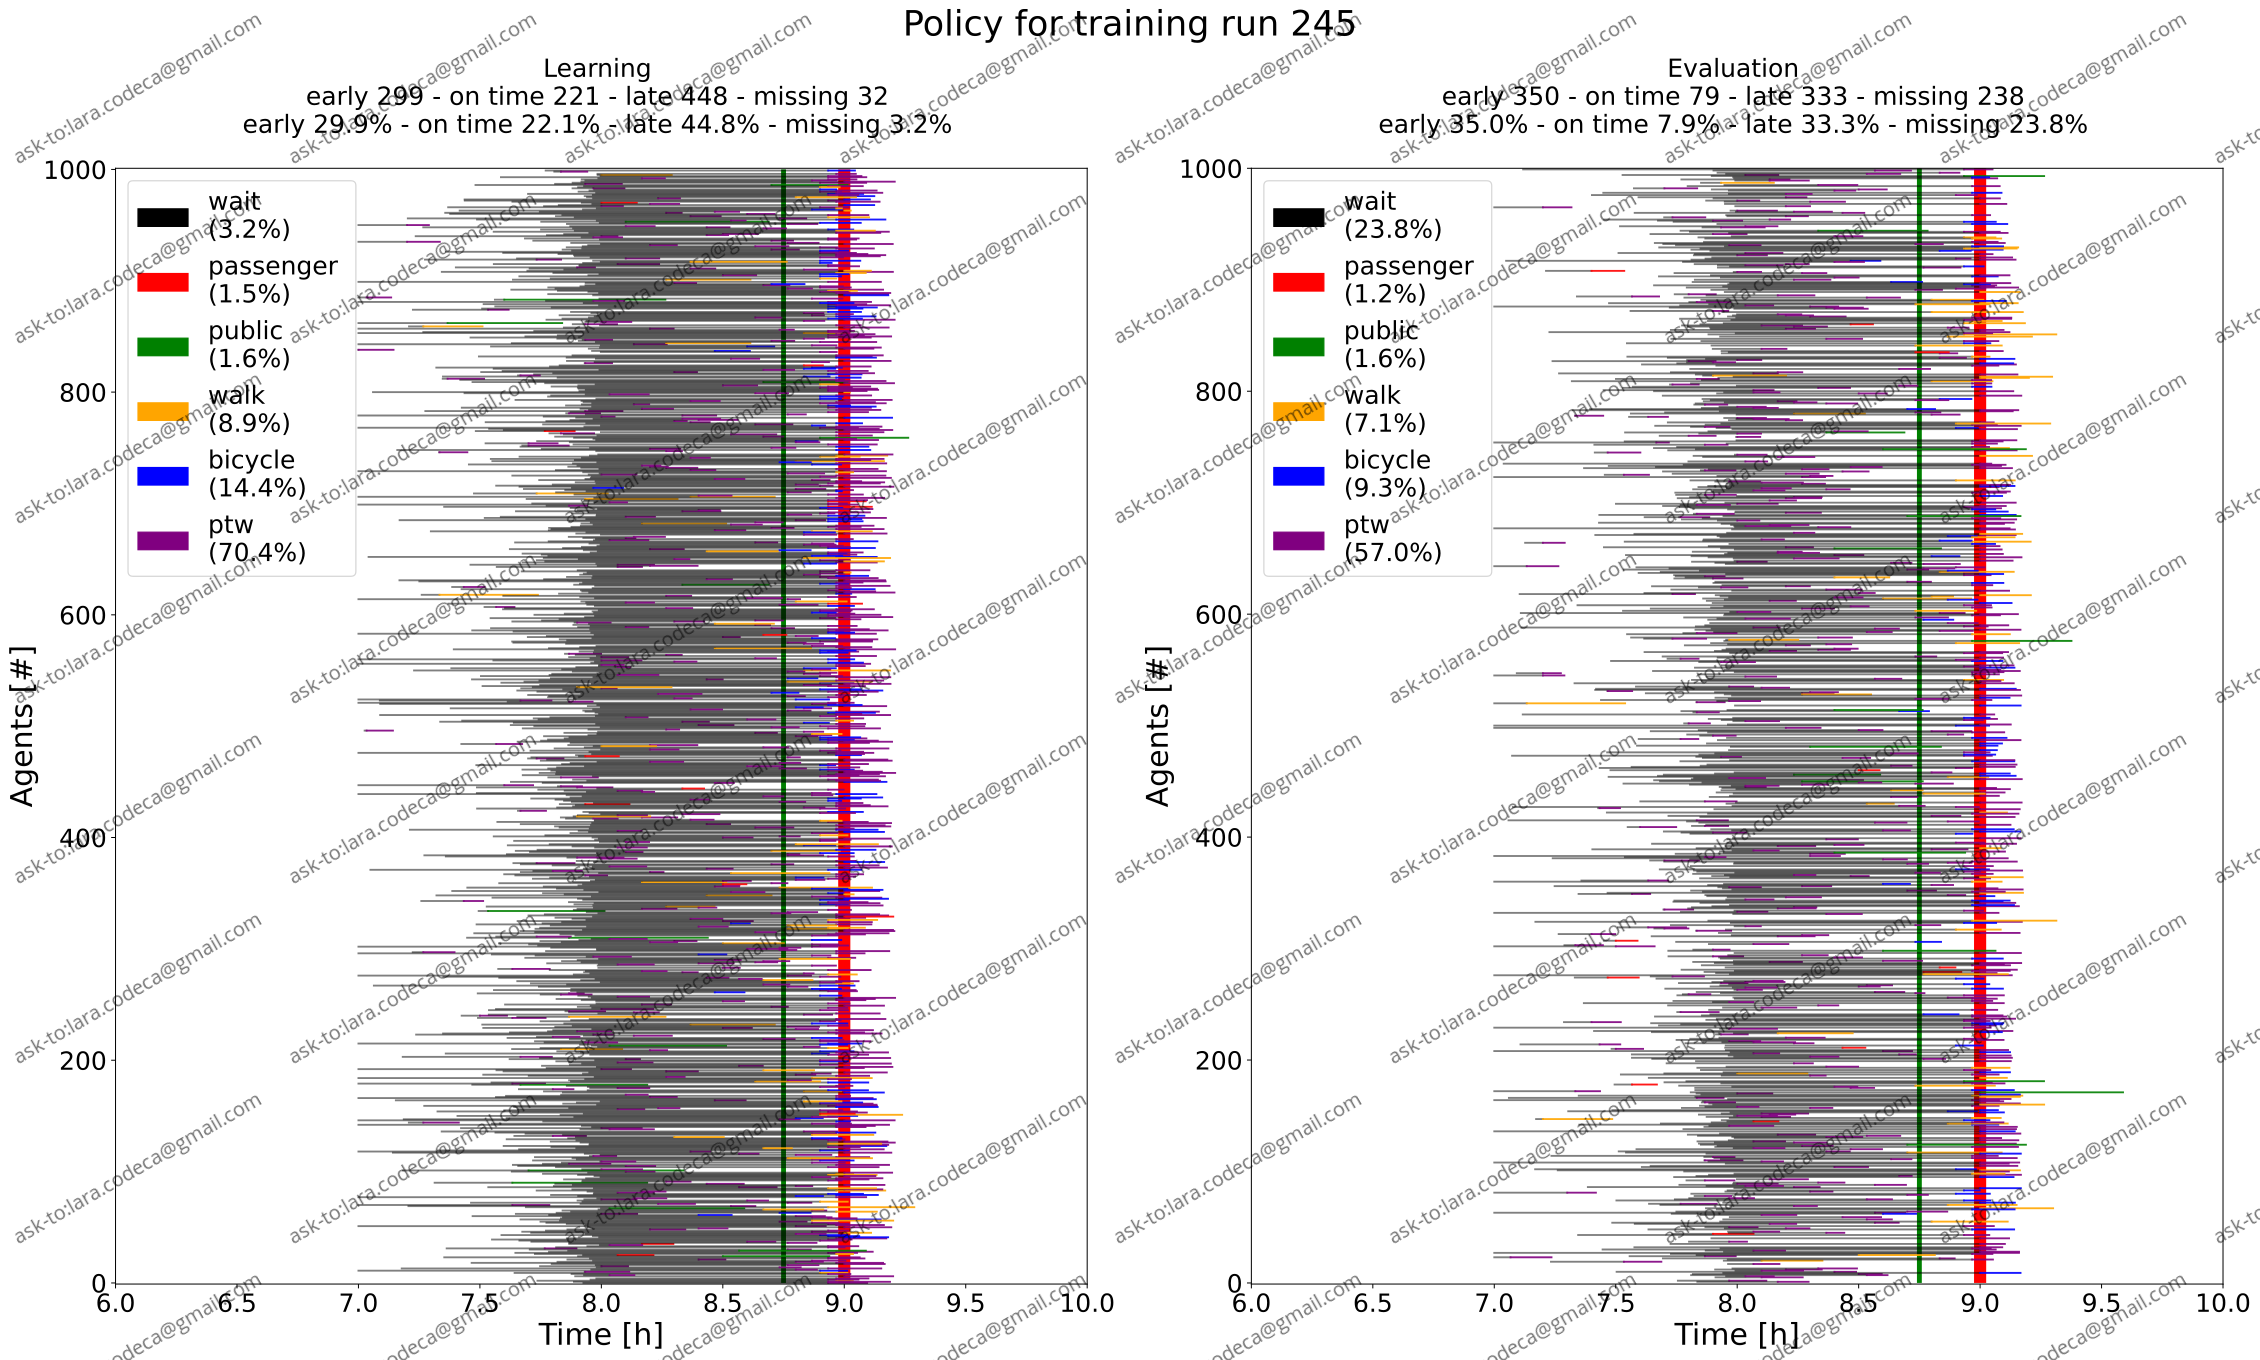 Policy for training run 245
Learning
early 299 - on time 221 - late 448 - missing 32
early 29.9% - on time 22.1% - late 44.8% - missing 3.2%
wait
(3.2%)
passenger
(1.5%)
public
(1.6%)
walk
(8.9%)
bicycle
(14.4%)
ptw
(70.4%)
1000
800
600
400
200
0
Agents [#]
6.0 6.5 7.0 7.5 8.0 8.5 9.0 9.5 10.0
Time [h]
Evaluation
early 350 - on time 79 - late 333 - missing 238
early 35.0% - on time 7.9% - late 33.3% - missing 23.8%
wait
(23.8%)
passenger
(1.2%)
public
(1.6%)
walk
(7.1%)
bicycle
(9.3%)
ptw
(57.0%)
1000
800
600
400
200
0
Agents [#]
6.0 6.5 7.0 7.5 8.0 8.5 9.0 9.5 10.0
Time [h]
ask-to:lara.codeca@gmail.com